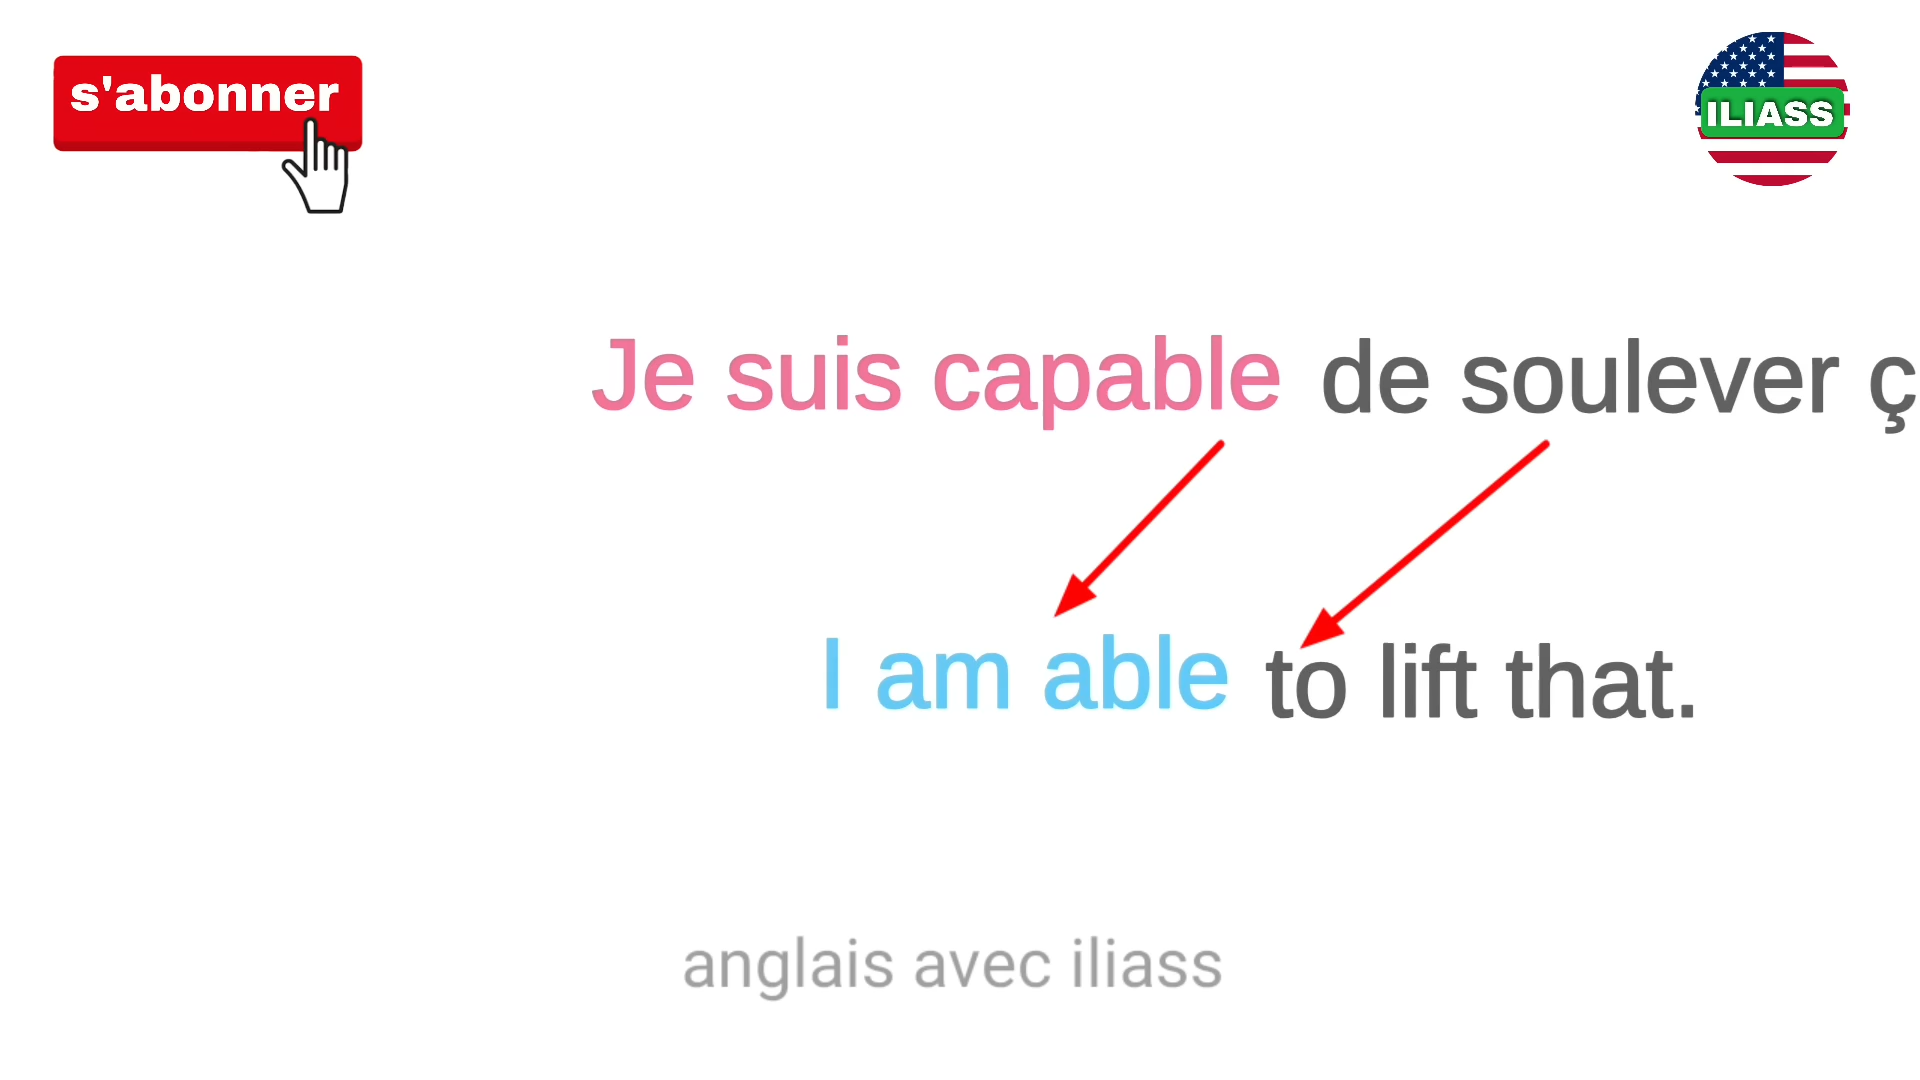 s'abonner
ILIASS
Je suis capable de soulever ç
I am able to lift that.
anglais avec iliass